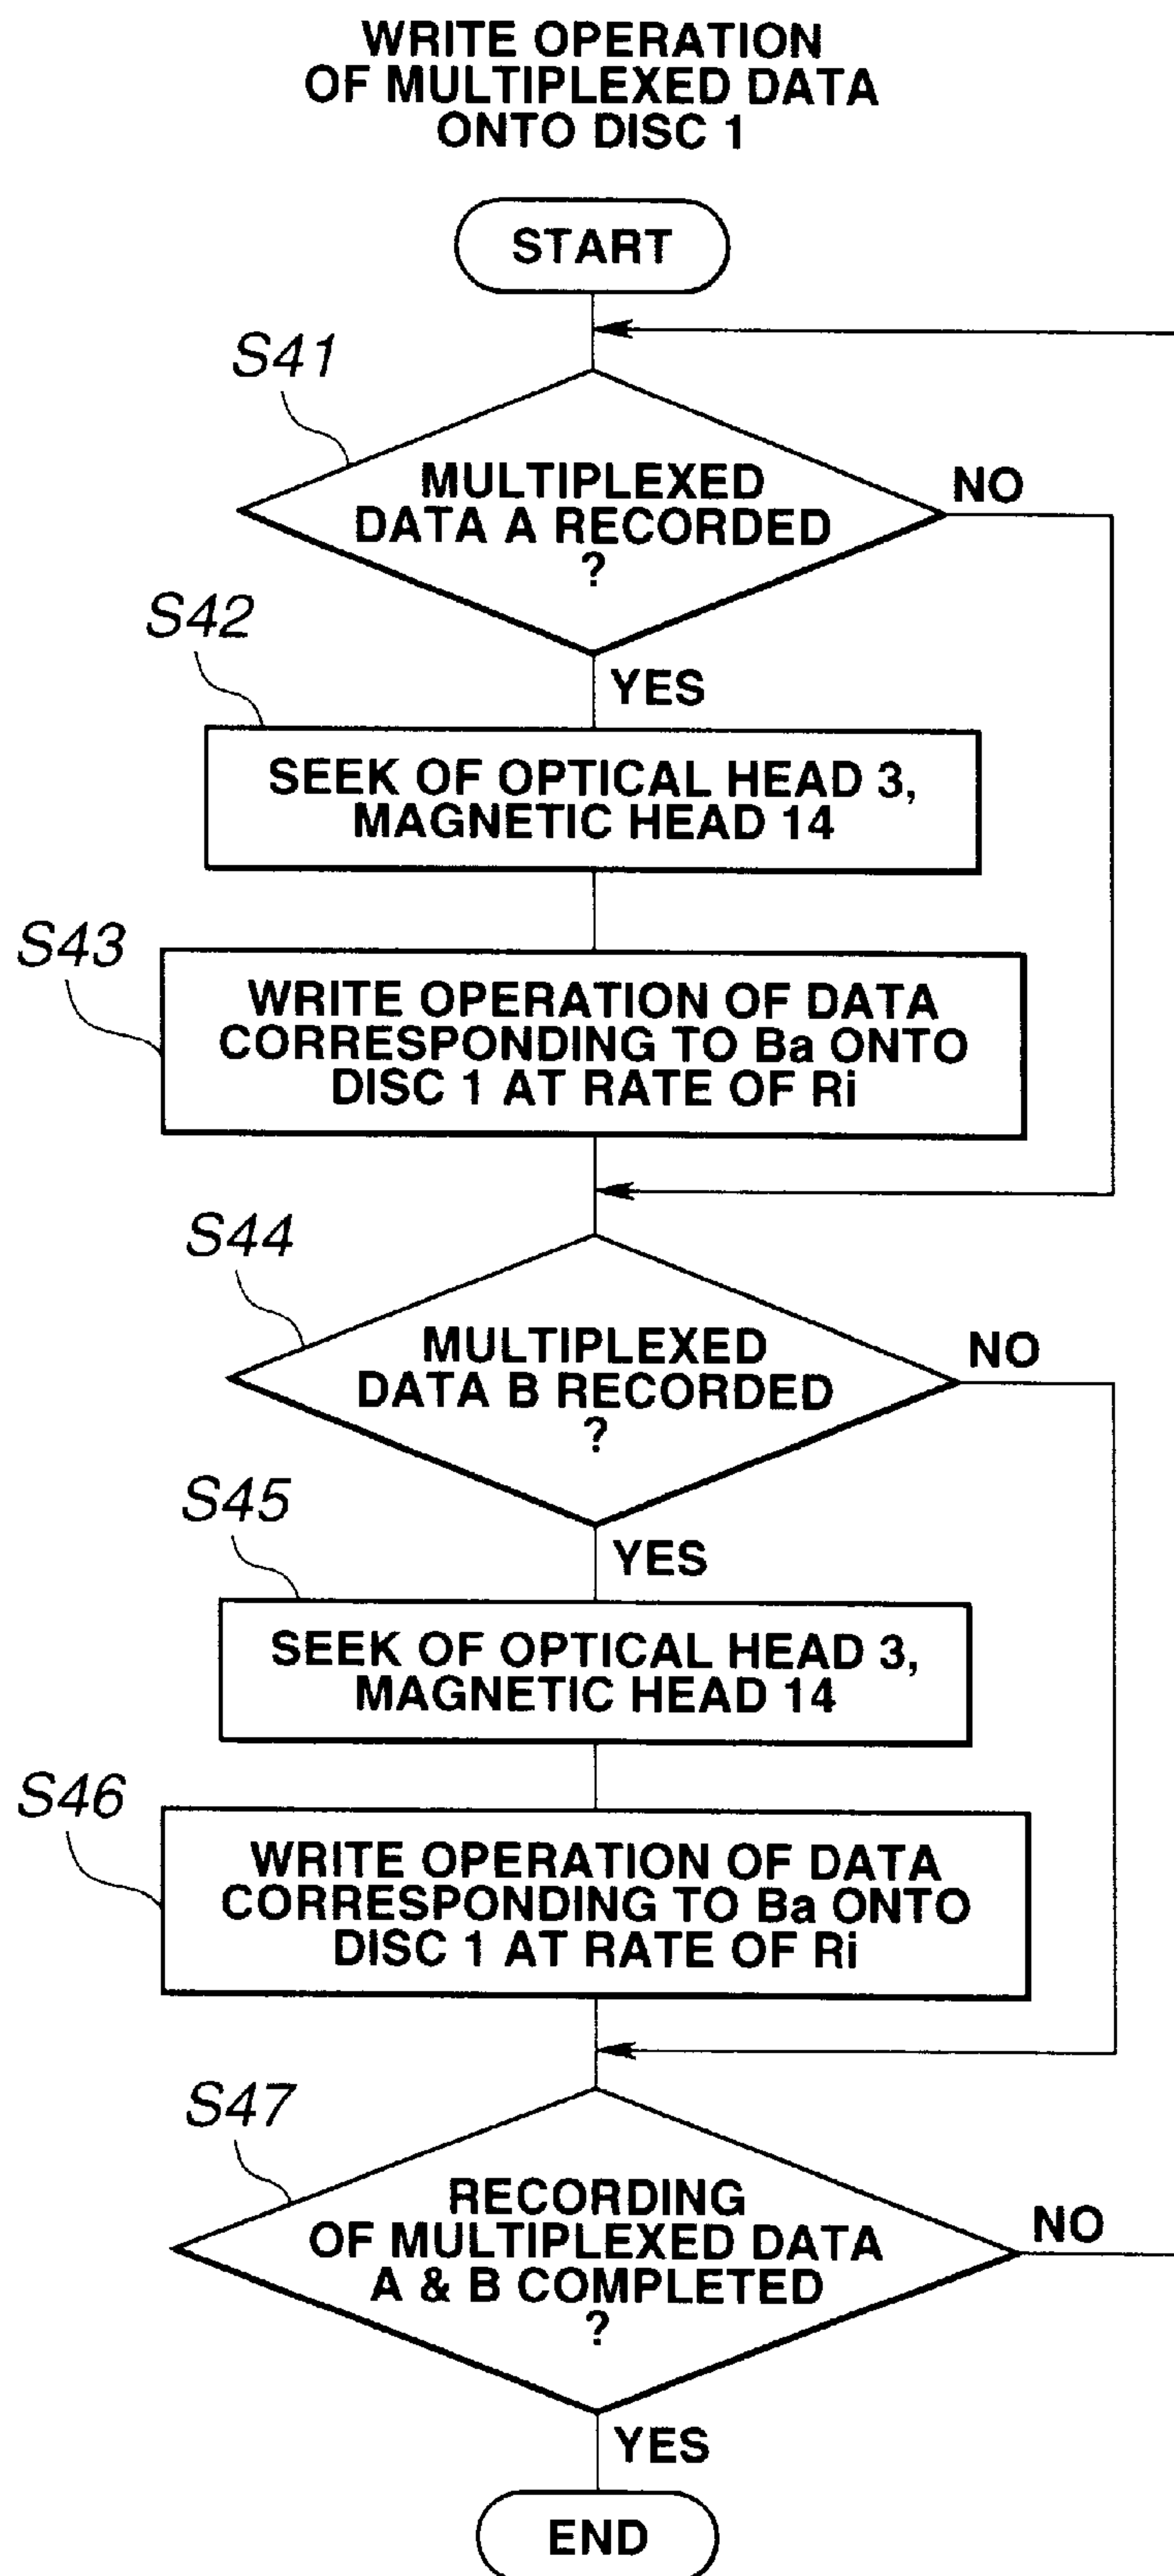 WRITE OPERATION
OF MULTIPLEXED DATA
ONTO DISC 1
START
S41
MULTIPLEXED
DATA A RECORDED
?
NO
S42
YES
SEEK OF OPTICAL HEAD 3,
MAGNETIC HEAD 14
S43
WRITE OPERATION OF DATA
CORRESPONDING TO Ba ONTO
DISC 1 AT RATE OF Ri
S44
MULTIPLEXED
DATA B RECORDED
?
NO
S45
YES
SEEK OF OPTICAL HEAD 3,
MAGNETIC HEAD 14
S46
WRITE OPERATION OF DATA
CORRESPONDING TO Ba ONTO
DISC 1 AT RATE OF Ri
S47
RECORDING
OF MULTIPLEXED DATA
A & B COMPLETED
?
NO
YES
END